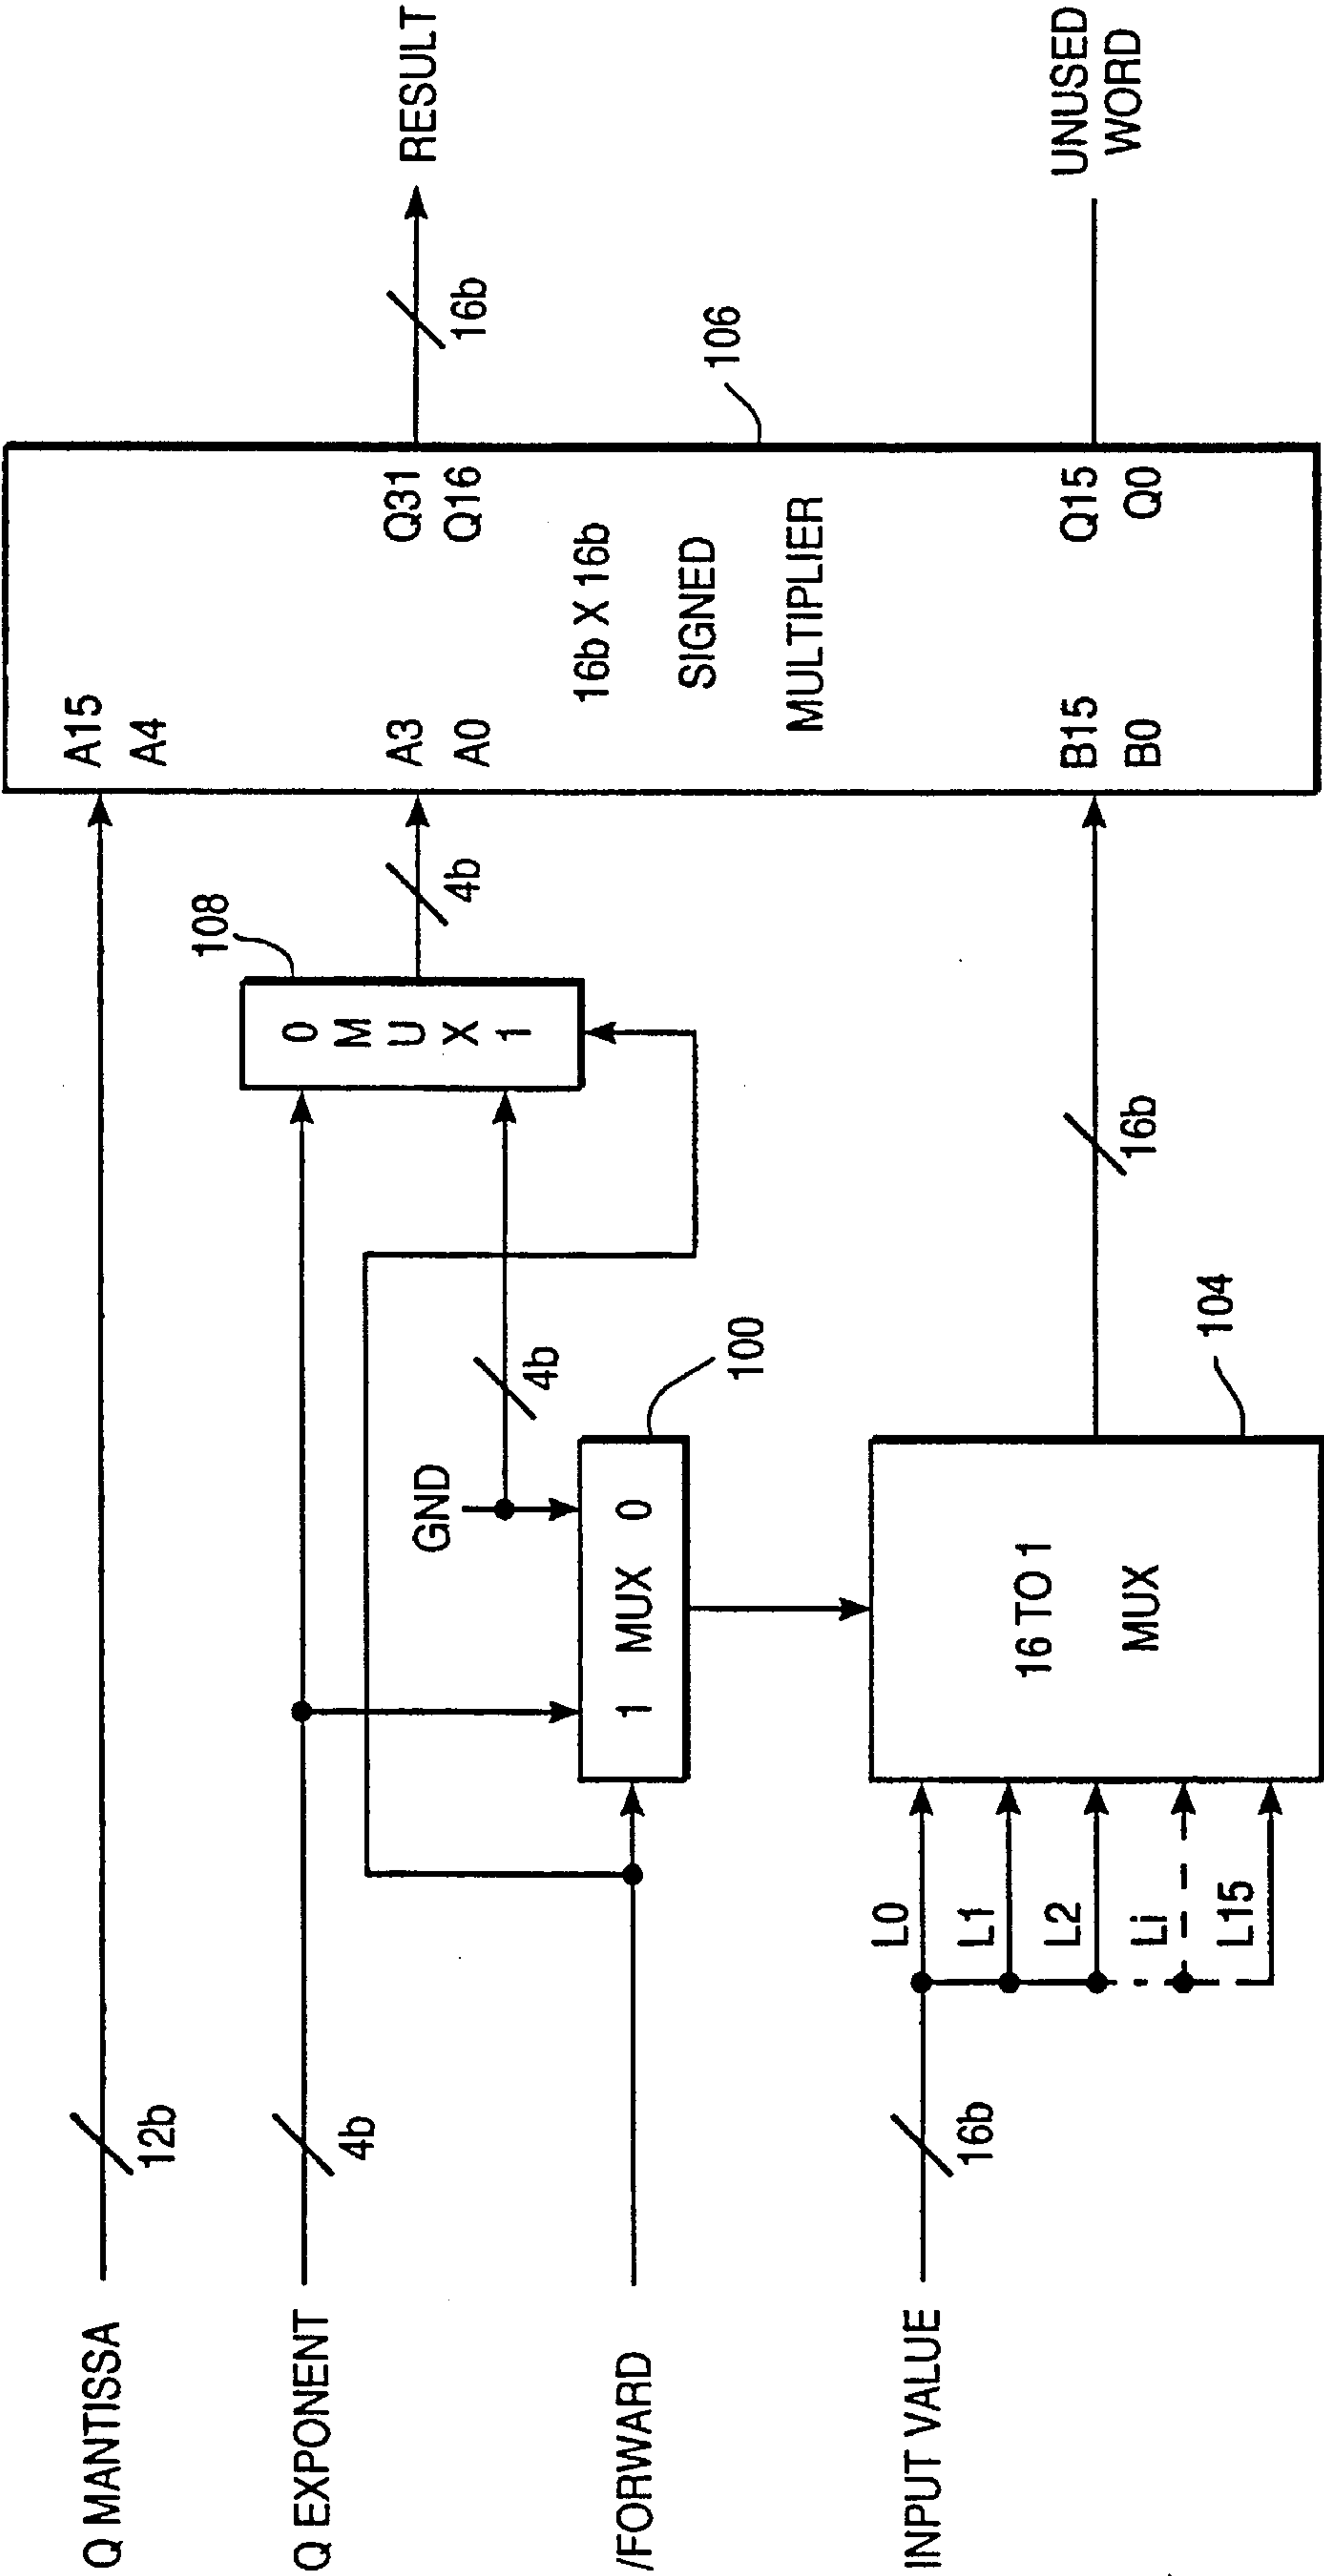 Q MANTISSA
12b
Q EXPONENT
4b
/FORWARD
INPUT VALUE
16b
L0
L1
L2
Li
L15
1 MUX 0
100
GND
4b
16 TO 1
MUX
104
0
M
U
X
1
108
4b
16b
A15
A4
A3
A0
B15
B0
16b X 16b
SIGNED
MULTIPLIER
Q31
Q16
Q15
Q0
106
16b
RESULT
UNUSED
WORD